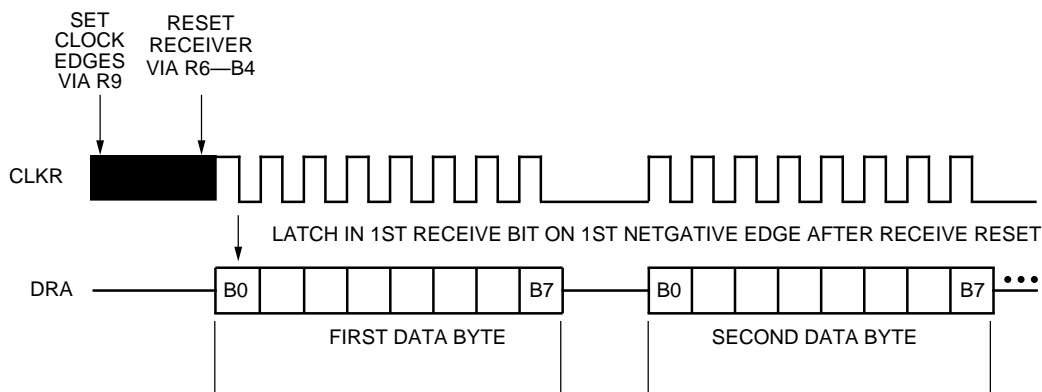 SET
CLOCK
EDGES
VIA R9
RESET
RECEIVER
VIA R6—B4
CLKR
LATCH IN 1ST RECEIVE BIT ON 1ST NETGATIVE EDGE AFTER RECEIVE RESET
DRA
B0
B7
B0
B7
FIRST DATA BYTE
SECOND DATA BYTE